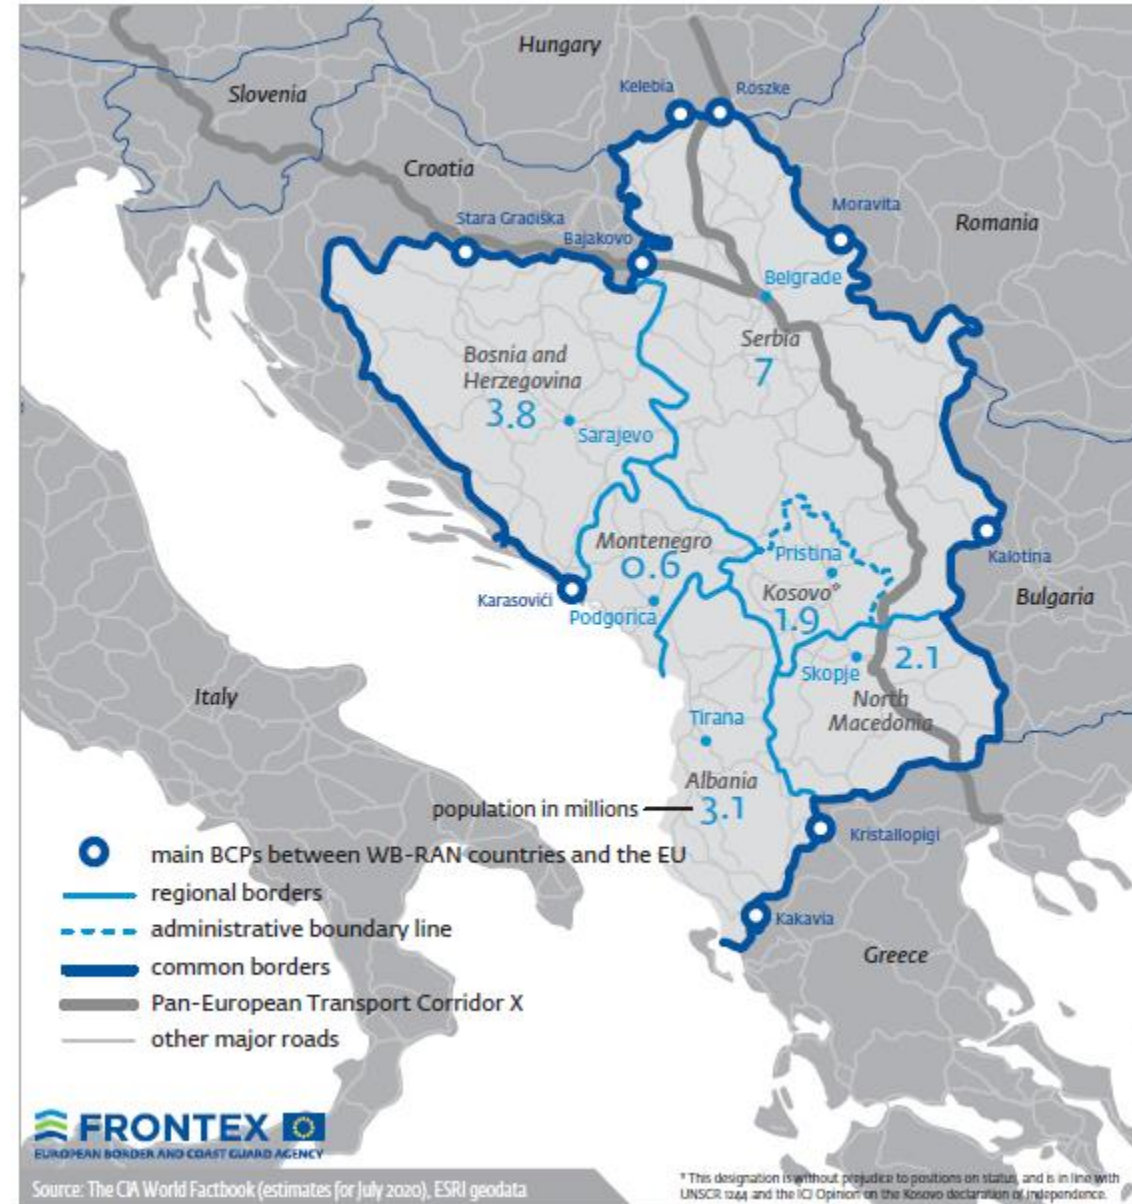 Hungary
Slovenia
Kelebia
Röszke
Croatia
Stara Gradiška
Bajakovo
Moravita
Romania
Belgrade
Serbia
7
Bosnia and
Herzegovina
3.8
Sarajevo
Montenegro
0.6
Pristina
Kosovo*
1.9
Kalotina
Bulgaria
Karasovići
Podgorica
Skopje
2.1
North
Macedonia
Italy
Tirana
Albania
population in millions
3.1
Kristallopigi
Kakavia
Greece
main BCPs between WB-RAN countries and the EU
regional borders
administrative boundary line
common borders
Pan-European Transport Corridor X
other major roads
FRONTEX
EUROPEAN BORDER AND COAST GUARD AGENCY
Source: The CIA World Factbook (estimates for July 2020), ESRI geodata
* This designation is without prejudice to positions on status, and is in line with
UNSCR 1244 and the ICJ Opinion on the Kosovo declaration of independence.